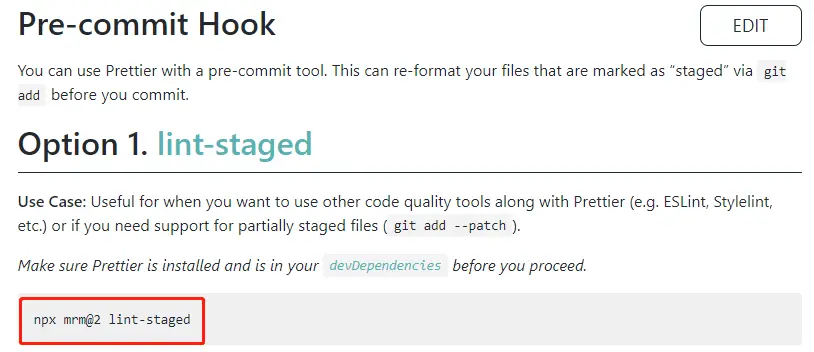 Pre-commit Hook
EDIT
You can use Prettier with a pre-commit tool. This can re-format your files that are marked as “staged” via git
add before you commit.
Option 1. lint-staged
Use Case: Useful for when you want to use other code quality tools along with Prettier (e.g. ESLint, Stylelint,
etc.) or if you need support for partially staged files ( git add --patch ).
Make sure Prettier is installed and is in your devDependencies before you proceed.
npx mrm@2 lint-staged